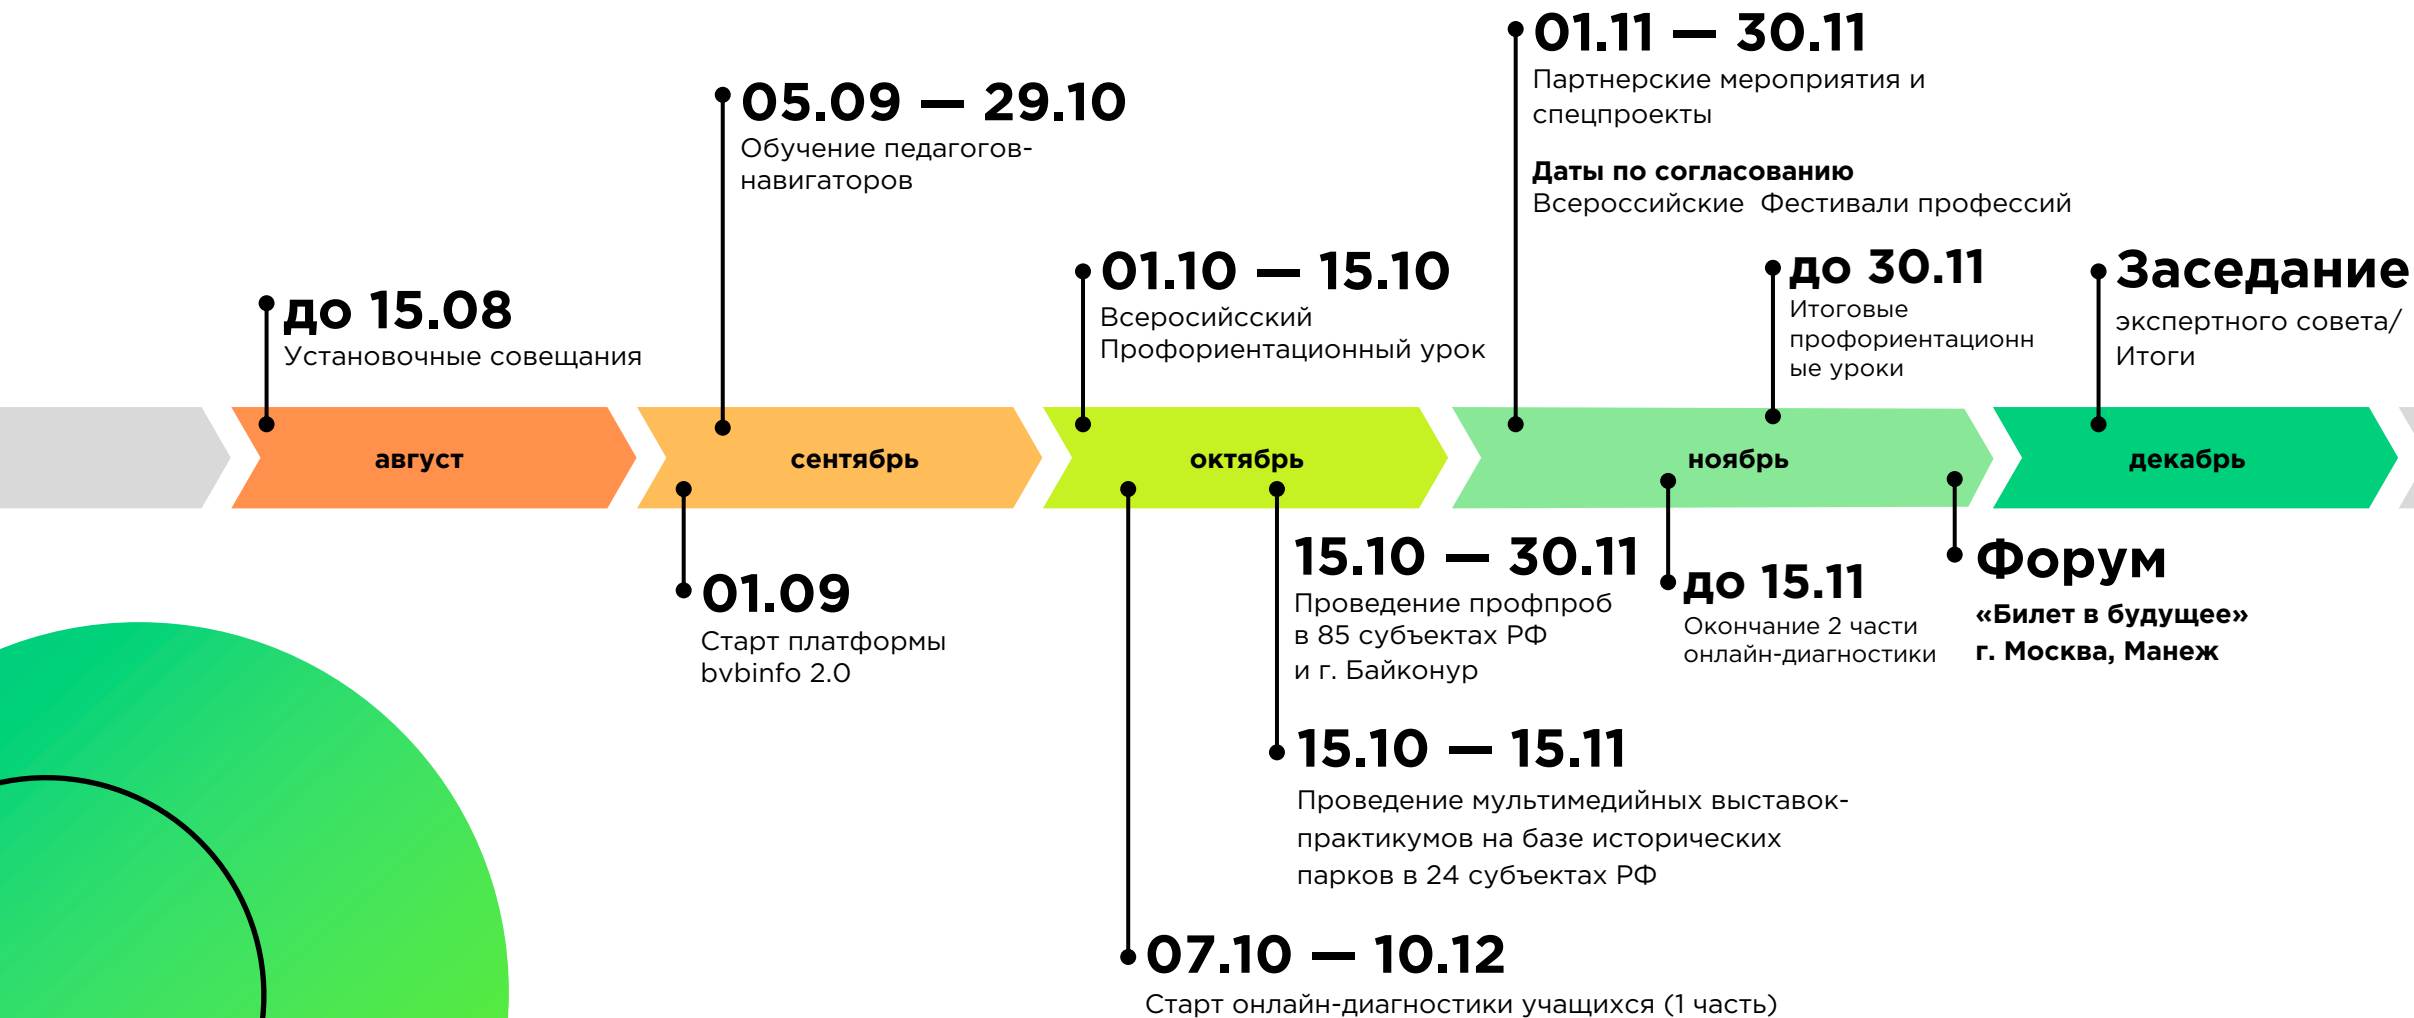 01.11 — 30.11
Партнерские мероприятия и
спецпроекты
Даты по согласованию
Всероссийские Фестивали профессий
05.09 — 29.10
Обучение педагогов-
навигаторов
до 15.08
Установочные совещания
01.10 — 15.10
Всеросийсский
Профориентационный урок
до 30.11
Итоговые
профориентационн
ые уроки
Заседание
экспертного совета/
Итоги
август
сентябрь
октябрь
ноябрь
декабрь
01.09
Старт платформы
bvbinfo 2.0
15.10 — 30.11
Проведение профпроб
в 85 субъектах РФ
и г. Байконур
до 15.11
Окончание 2 части
онлайн-диагностики
Форум
«Билет в будущее»
г. Москва, Манеж
15.10 — 15.11
Проведение мультимедийных выставок-
практикумов на базе исторических
парков в 24 субъектах РФ
07.10 — 10.12
Старт онлайн-диагностики учащихся (1 часть)